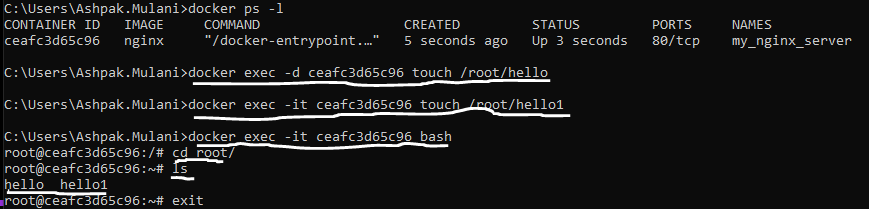 C:\Users\Ashpak.Mulani>docker ps -l
CONTAINER ID   IMAGE     COMMAND                  CREATED         STATUS         PORTS     NAMES
ceafc3d65c96   nginx     "/docker-entrypoint.…"   5 seconds ago   Up 3 seconds   80/tcp    my_nginx_server
C:\Users\Ashpak.Mulani>docker exec -d ceafc3d65c96 touch /root/hello
C:\Users\Ashpak.Mulani>docker exec -it ceafc3d65c96 touch /root/hello1
C:\Users\Ashpak.Mulani>docker exec -it ceafc3d65c96 bash
root@ceafc3d65c96:/# cd root/
root@ceafc3d65c96:~# ls
hello  hello1
root@ceafc3d65c96:~# exit